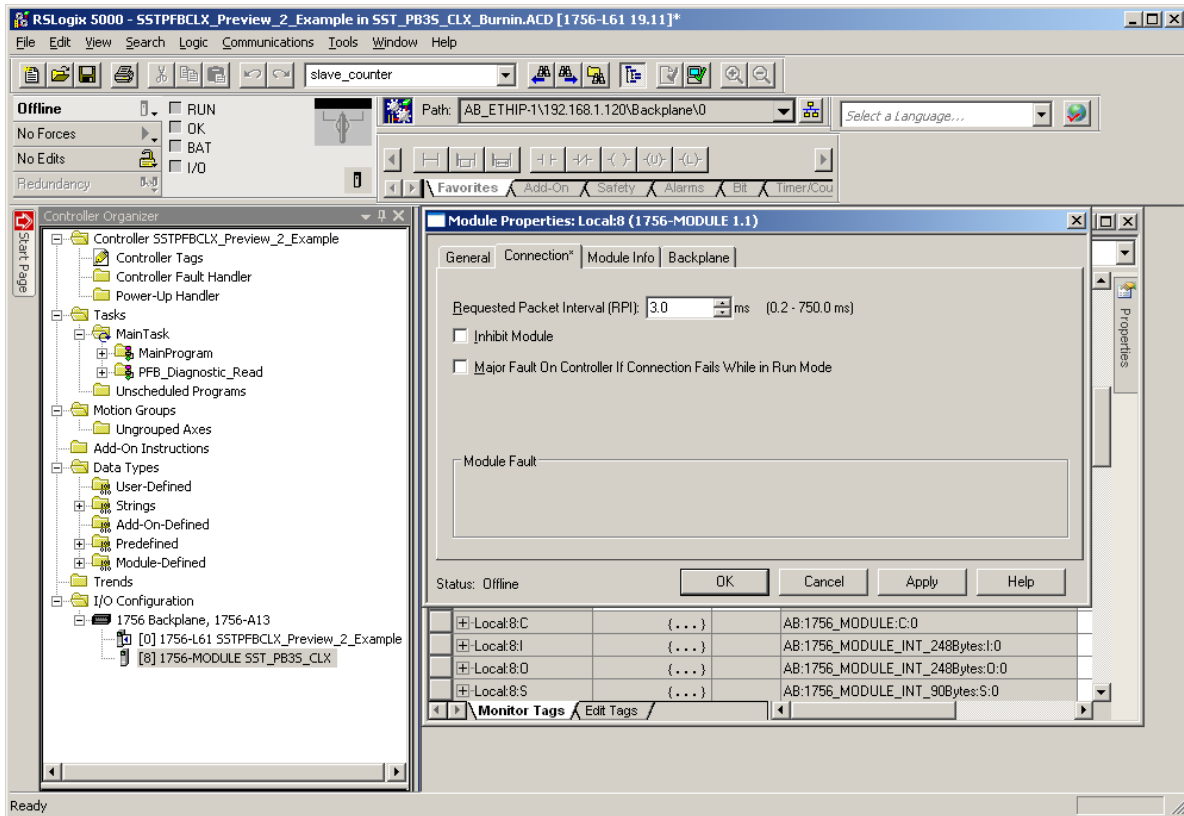 RSLogix 5000 - SSTPFBCLX_Preview_2_Example in SST_PB3S_CLX_Burnin.ACD [1756-L61 19.11]*
File Edit View Search Logic Communications Tools Window Help
slave_counter
Offline
RUN
No Forces
OK
No Edits
BAT
I/O
Redundancy
Path: AB_ETHIP-1\192.168.1.120\Backplane\0
Select a Language...
Favorites Add-On Safety Alarms Bit Timer/Cou
Start Page
Controller Organizer
Controller SSTPFBCLX_Preview_2_Example
Controller Tags
Controller Fault Handler
Power-Up Handler
Tasks
MainTask
MainProgram
PFB_Diagnostic_Read
Unscheduled Programs
Motion Groups
Ungrouped Axes
Add-On Instructions
Data Types
User-Defined
Strings
Add-On-Defined
Predefined
Module-Defined
Trends
I/O Configuration
1756 Backplane, 1756-A13
[0] 1756-L61 SSTPFBCLX_Preview_2_Example
[8] 1756-MODULE SST_PB3S_CLX
Module Properties: Local:8 (1756-MODULE 1.1)
General Connection* Module Info Backplane
Requested Packet Interval (RPI): 3.0 ms (0.2 - 750.0 ms)
Inhibit Module
Major Fault On Controller If Connection Fails While in Run Mode
Module Fault
Status: Offline OK Cancel Apply Help
Properties
Local:8:C {...} AB:1756_MODULE:C:0
Local:8:I {...} AB:1756_MODULE_INT_248Bytes:I:0
Local:8:O {...} AB:1756_MODULE_INT_248Bytes:O:0
Local:8:S {...} AB:1756_MODULE_INT_90Bytes:S:0
Monitor Tags Edit Tags
Ready